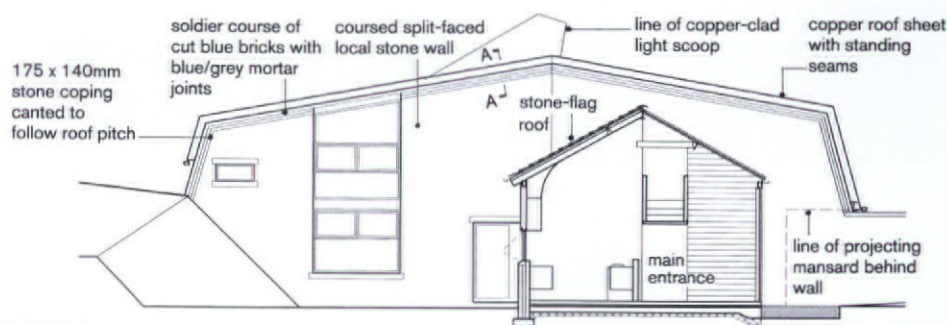 175 x 140mm
stone coping
canted to
follow roof pitch
soldier course of
cut blue bricks with
blue/grey mortar
joints
coursed split-faced
local stone wall
A
A
line of copper-clad
light scoop
stone-flag
roof
copper roof sheet
with standing
seams
main
entrance
line of projecting
mansard behind
wall